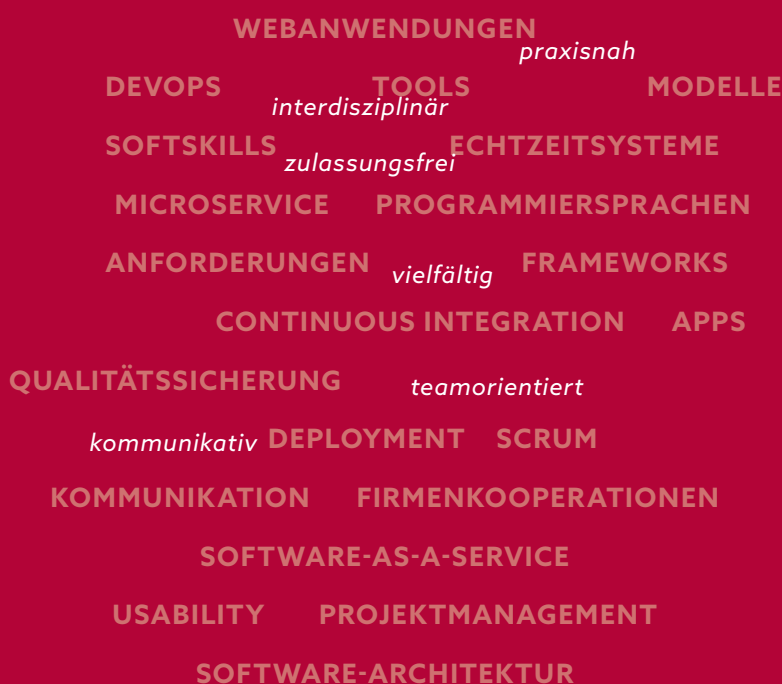 WEBANWENDUNGEN
praxisnah
DEVOPS TOOLS MODELLE
interdisziplinär
SOFTSKILLS ECHTZEITSYSTEME
zulassungsfrei
MICROSERVICE PROGRAMMIERSPRACHEN
ANFORDERUNGEN vielfältig FRAMEWORKS
CONTINUOUS INTEGRATION APPS
QUALITÄTSSICHERUNG teamorientiert
kommunikativ DEPLOYMENT SCRUM
KOMMUNIKATION FIRMENKOOPERATIONEN
SOFTWARE-AS-A-SERVICE
USABILITY PROJEKTMANAGEMENT
SOFTWARE-ARCHITEKTUR